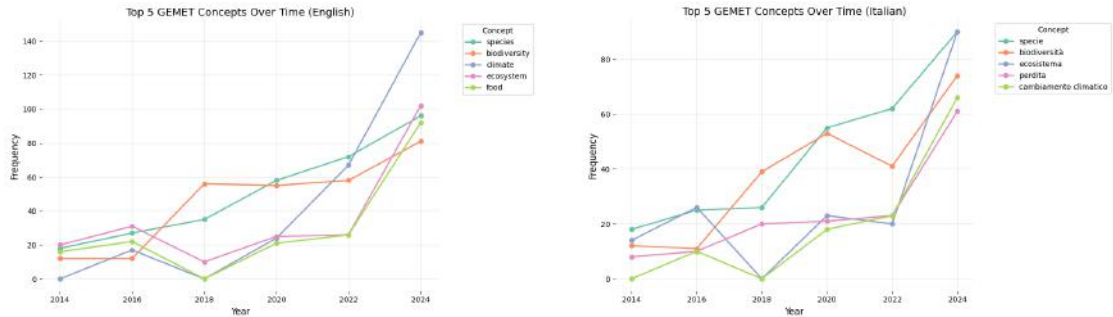 Top 5 GEMET Concepts Over Time (English)
Concept
species
biodiversity
climate
ecosystem
food
140
120
100
80
60
40
20
0
Frequency
2014 2016 2018 2020 2022 2024
Year
Top 5 GEMET Concepts Over Time (Italian)
Concept
specie
biodiversità
ecosistema
perdita
cambiamento climatico
80
60
40
20
0
Frequency
2014 2016 2018 2020 2022 2024
Year